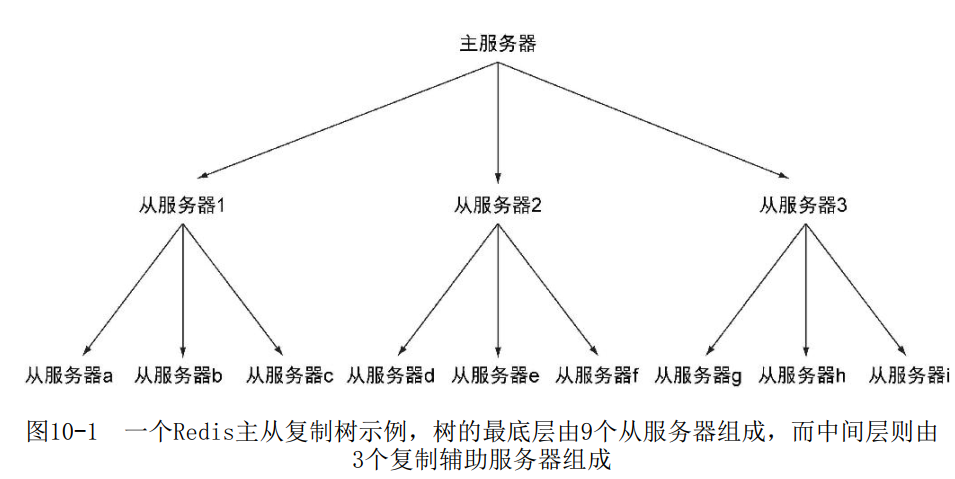 主服务器
从服务器1 从服务器2 从服务器3
从服务器a 从服务器b 从服务器c 从服务器d 从服务器e 从服务器f 从服务器g 从服务器h 从服务器i
图10-1 一个Redis主从复制树示例，树的最底层由9个从服务器组成，而中间层则由
3个复制辅助服务器组成